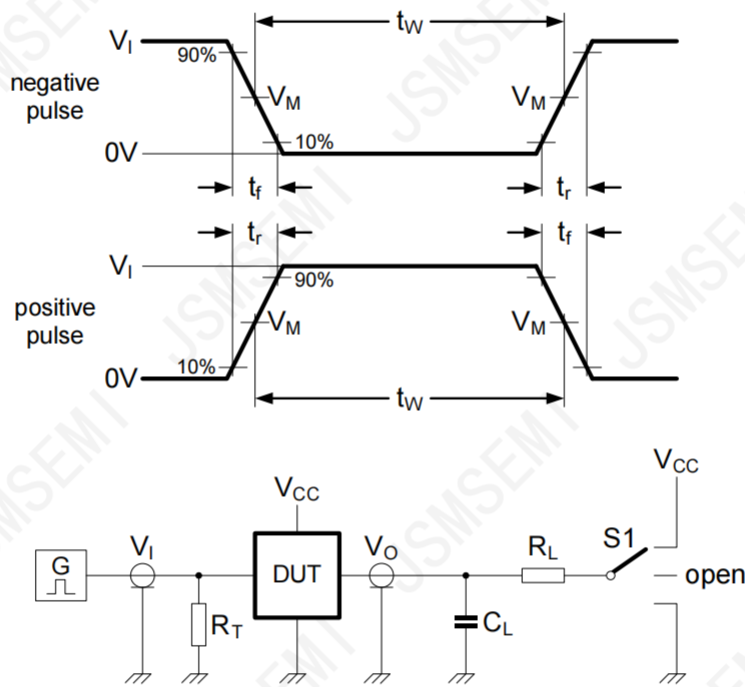 V_I
90%
t_W
negative
pulse
V_M
V_M
10%
0V
t_f
t_r
t_r
t_f
V_I
90%
positive
pulse
V_M
V_M
10%
0V
t_W
V_CC
V_CC
V_I
V_O
R_L
S1
G
DUT
open
R_T
C_L
JSMSEMI
JSMSEMI
JSMSEMI
JSMSEMI
JSMSEMI